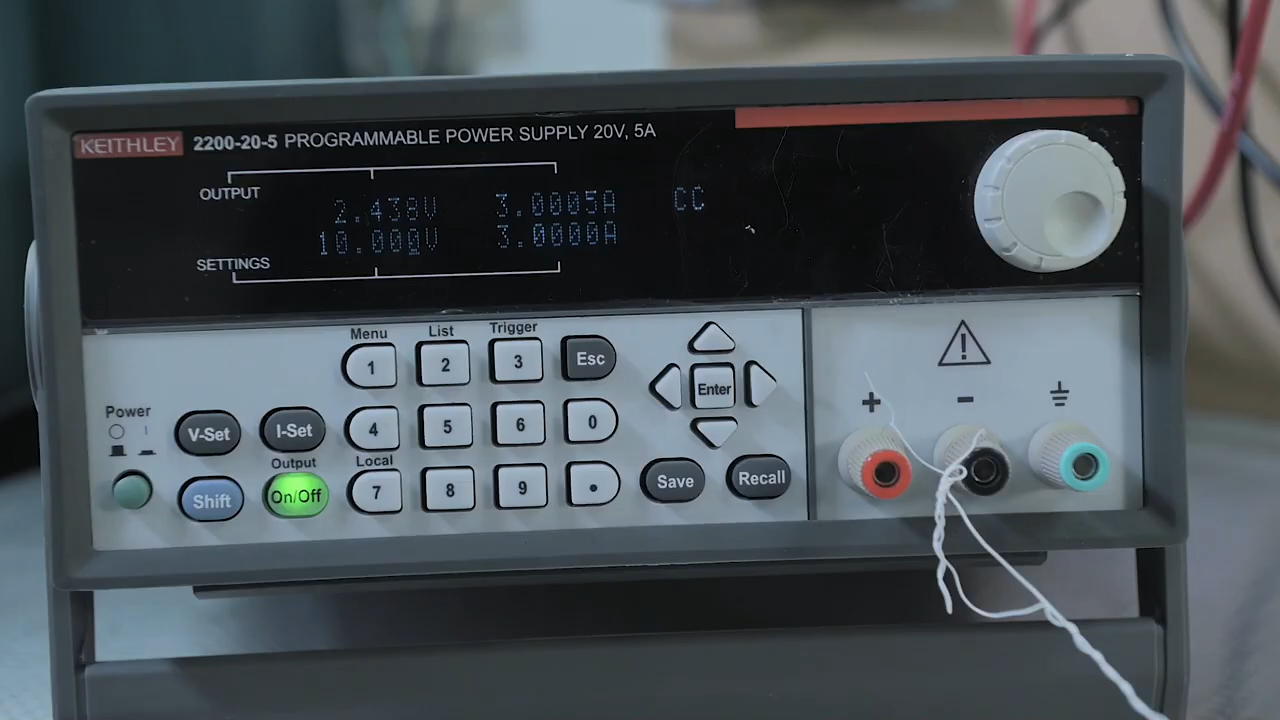 KEITHLEY 2200-20-5 PROGRAMMABLE POWER SUPPLY 20V, 5A
OUTPUT
2.438V 3.0005A CC
10.000V 3.0000A
SETTINGS
Menu List Trigger
1 2 3 Esc
Power
V-Set I-Set 4 5 6 0 Enter
Output Local
Shift On/Off 7 8 9 . Save Recall
+ -